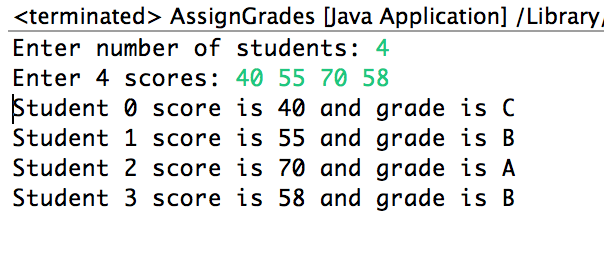 <terminated> AssignGrades [Java Application] /Library/
Enter number of students: 4
Enter 4 scores: 40 55 70 58
Student 0 score is 40 and grade is C
Student 1 score is 55 and grade is B
Student 2 score is 70 and grade is A
Student 3 score is 58 and grade is B